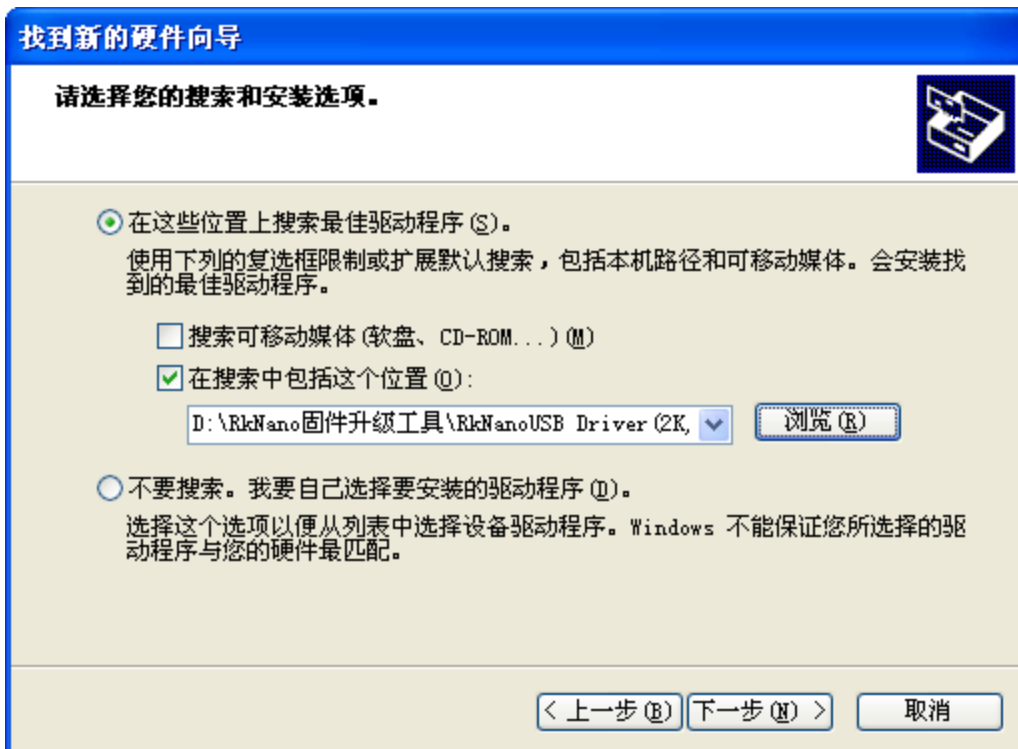 找到新的硬件向导
请选择您的搜索和安装选项。
在这些位置上搜索最佳驱动程序(S)。
使用下列的复选框限制或扩展默认搜索，包括本机路径和可移动媒体。会安装找
到的最佳驱动程序。
搜索可移动媒体(软盘、CD-ROM...)(M)
在搜索中包括这个位置(O):
D:\RkNano固件升级工具\RkNanoUSB Driver(2K,
浏览(R)
不要搜索。我要自己选择要安装的驱动程序(D)。
选择这个选项以便从列表中选择设备驱动程序。Windows 不能保证您所选择的驱
动程序与您的硬件最匹配。
< 上一步(B) 下一步(N) > 取消